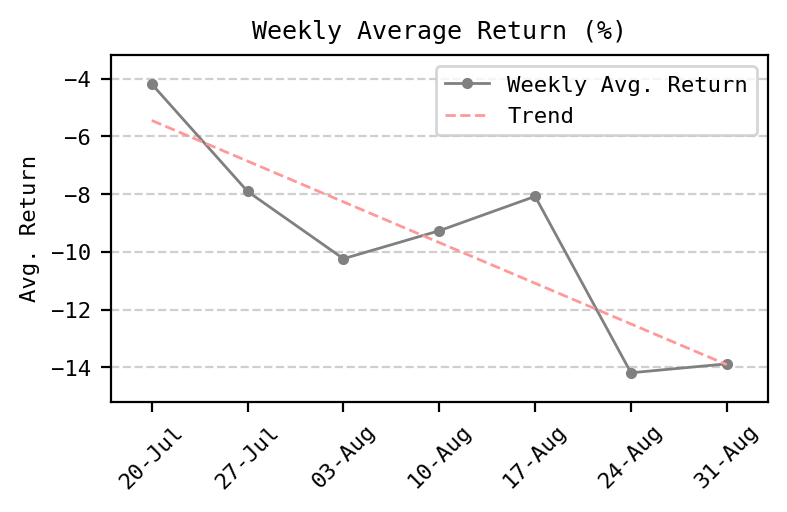 Weekly Average Return (%)
Weekly Avg. Return
Trend
Avg. Return
−4
−6
−8
−10
−12
−14
20-Jul
27-Jul
03-Aug
10-Aug
17-Aug
24-Aug
31-Aug